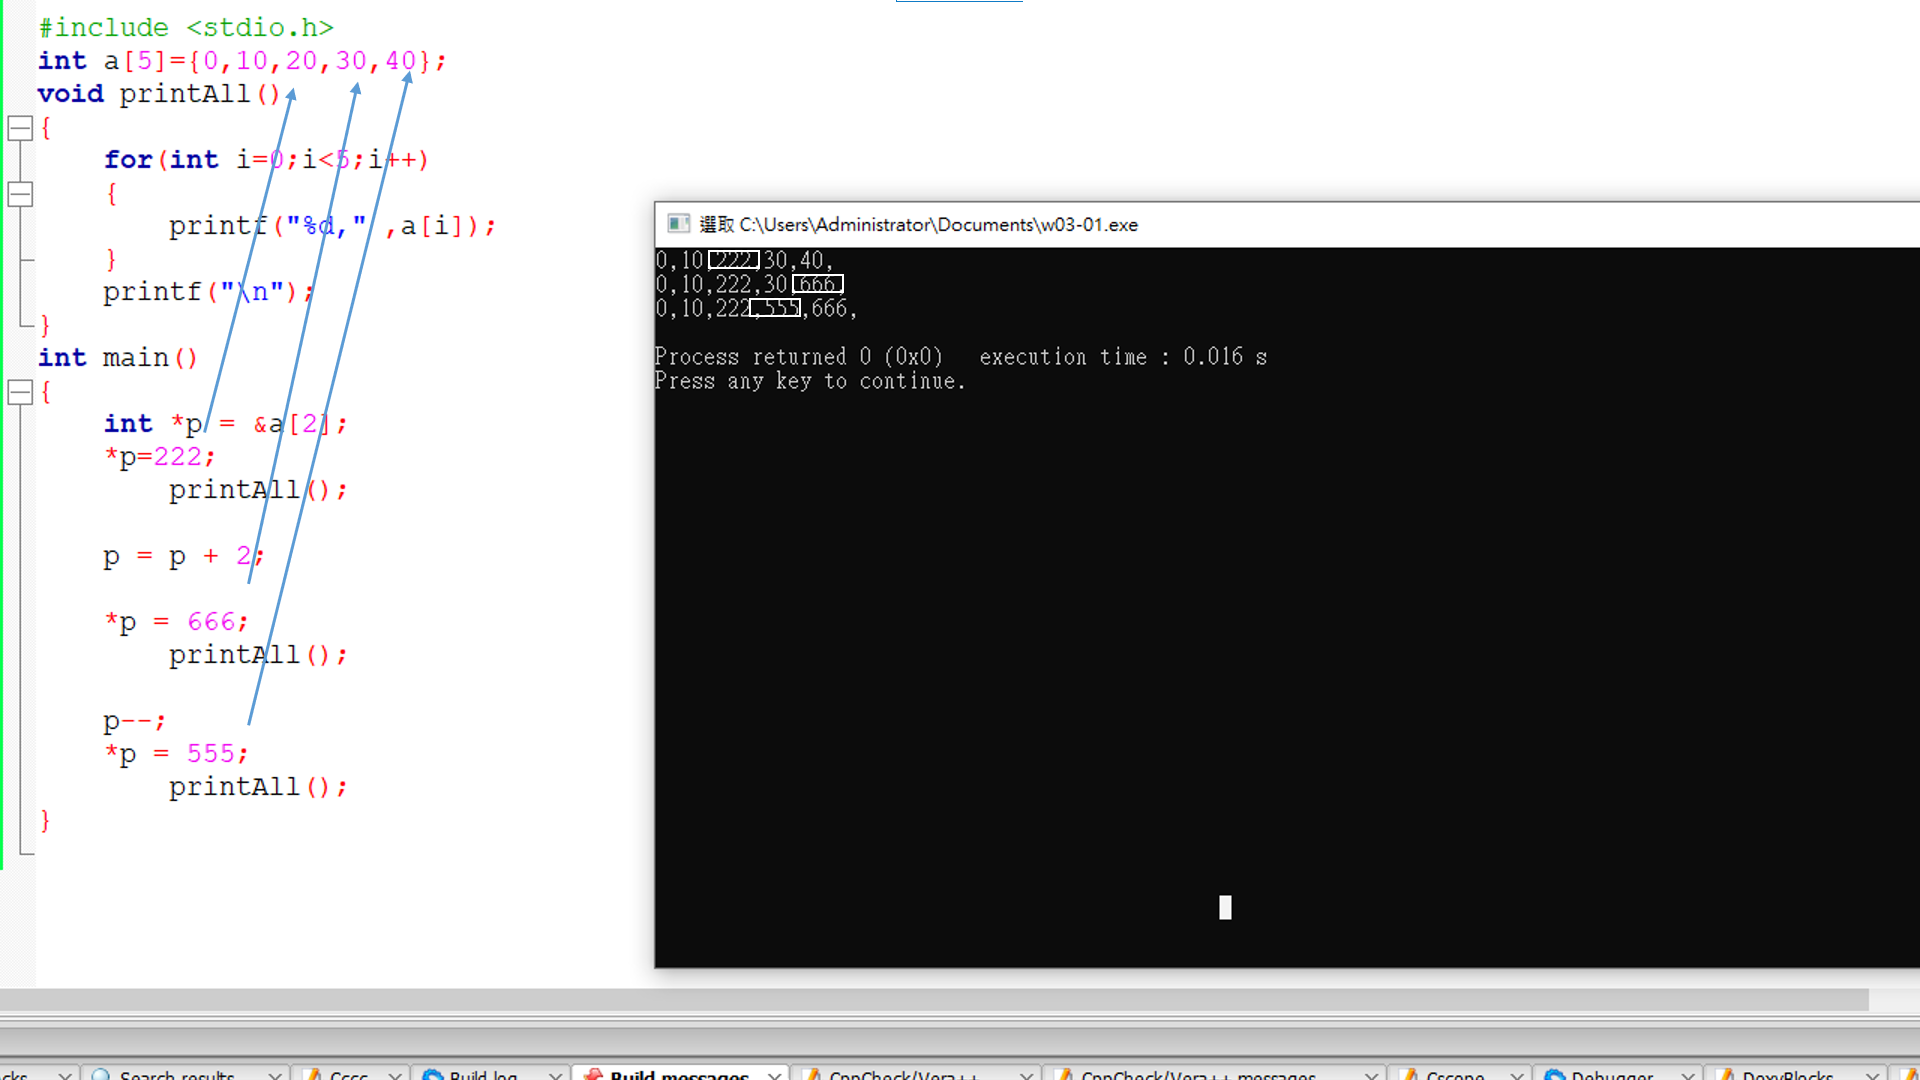 #include <stdio.h>
int a[5]={0,10,20,30,40};
void printAll()
{
for(int i=0;i<5;i++)
{
printf("%d," ,a[i]);
}
printf("\n");
}
int main()
{
int *p = &a[2];
*p=222;
printAll();
p = p + 2;
*p = 666;
printAll();
p--;
*p = 555;
printAll();
}
選取 C:\Users\Administrator\Documents\w03-01.exe
0,10,222,30,40,
0,10,222,30,666,
0,10,222,555,666,
Process returned 0 (0x0)   execution time : 0.016 s
Press any key to continue.
Search results
Cccc
Build log
Build messages
CppCheck/Vera++
CppCheck/Vera++ messages
Cscope
Debugger
DoxyBlocks